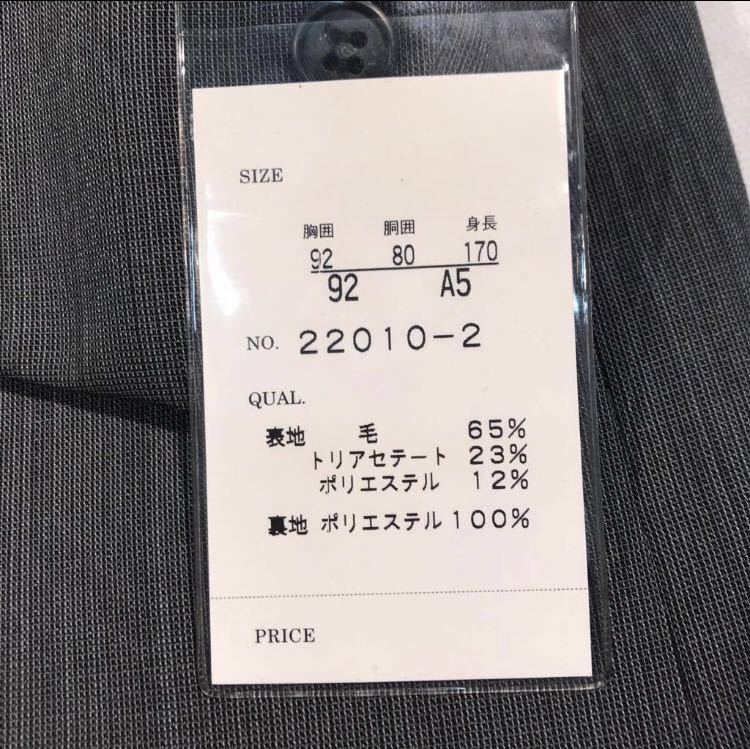 SIZE
胸囲 胴囲 身長
92 80 170
92 A5
NO. 22010-2
QUAL.
表地 毛 65%
トリアセテート 23%
ポリエステル 12%
裏地 ポリエステル 100%
PRICE